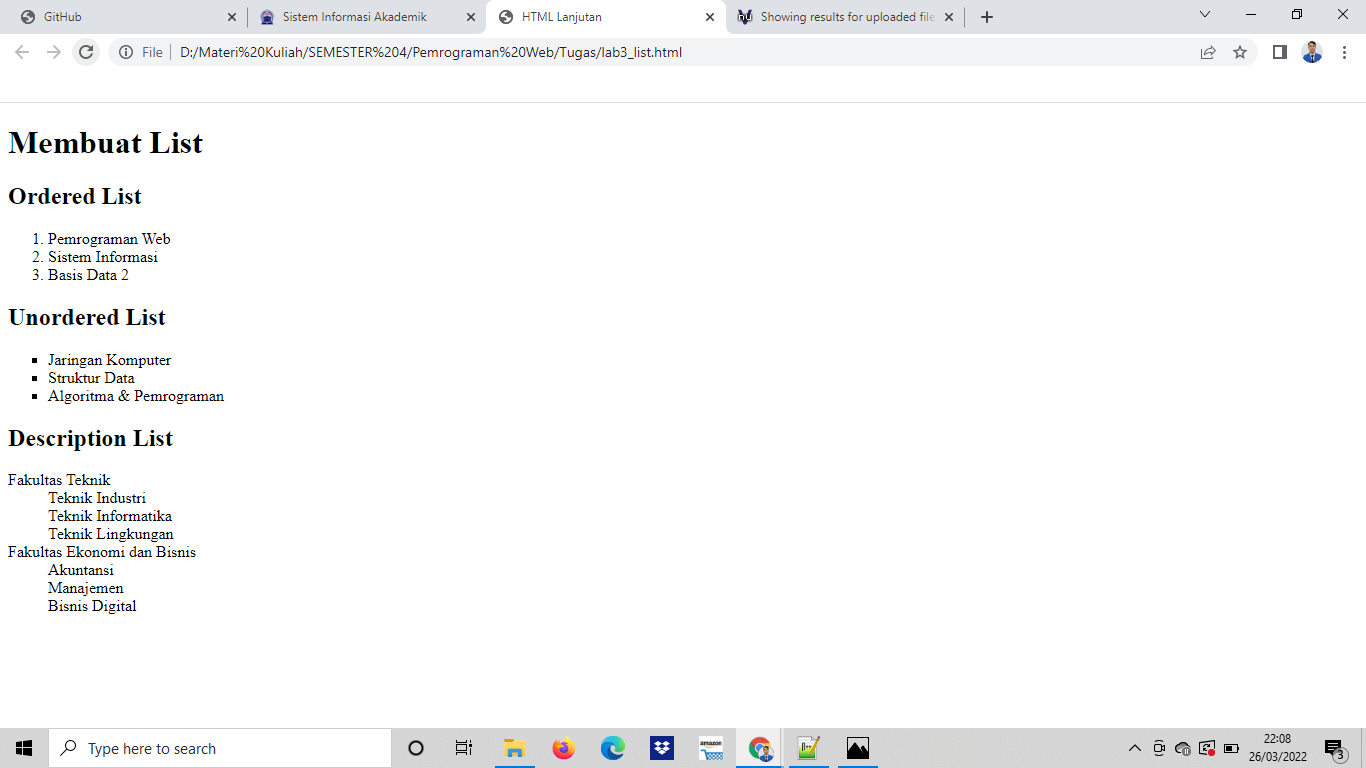 GitHub
Sistem Informasi Akademik
HTML Lanjutan
Showing results for uploaded file
File
D:/Materi%20Kuliah/SEMESTER%204/Pemrograman%20Web/Tugas/lab3_list.html
Membuat List
Ordered List
1. Pemrograman Web
2. Sistem Informasi
3. Basis Data 2
Unordered List
▪ Jaringan Komputer
▪ Struktur Data
▪ Algoritma & Pemrograman
Description List
Fakultas Teknik
Teknik Industri
Teknik Informatika
Teknik Lingkungan
Fakultas Ekonomi dan Bisnis
Akuntansi
Manajemen
Bisnis Digital
Type here to search
amazon
22:08
26/03/2022
3